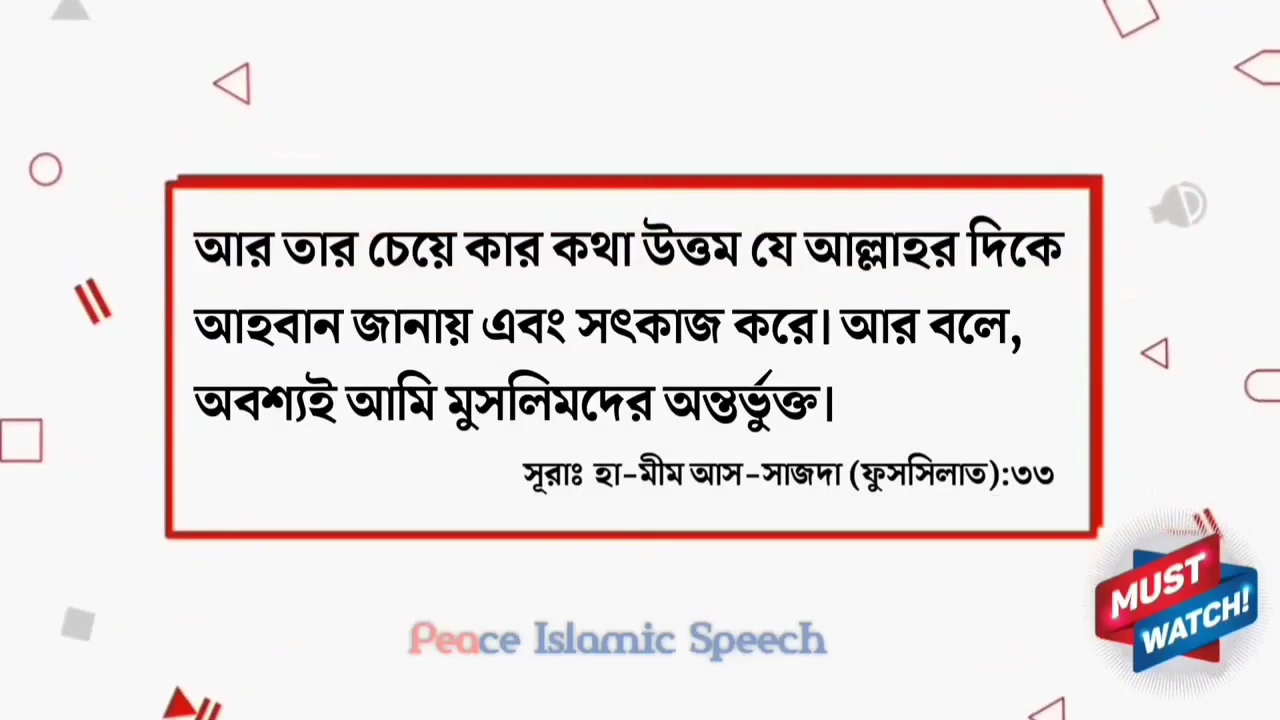 আর তার চেয়ে কার কথা উত্তম যে আল্লাহর দিকে
আহবান জানায় এবং সৎকাজ করে। আর বলে,
অবশ্যই আমি মুসলিমদের অন্তর্ভুক্ত।
সূরাঃ হা-মীম আস-সাজদা (ফুসসিলাত):৩৩
MUST
WATCH!
Peace Islamic Speech